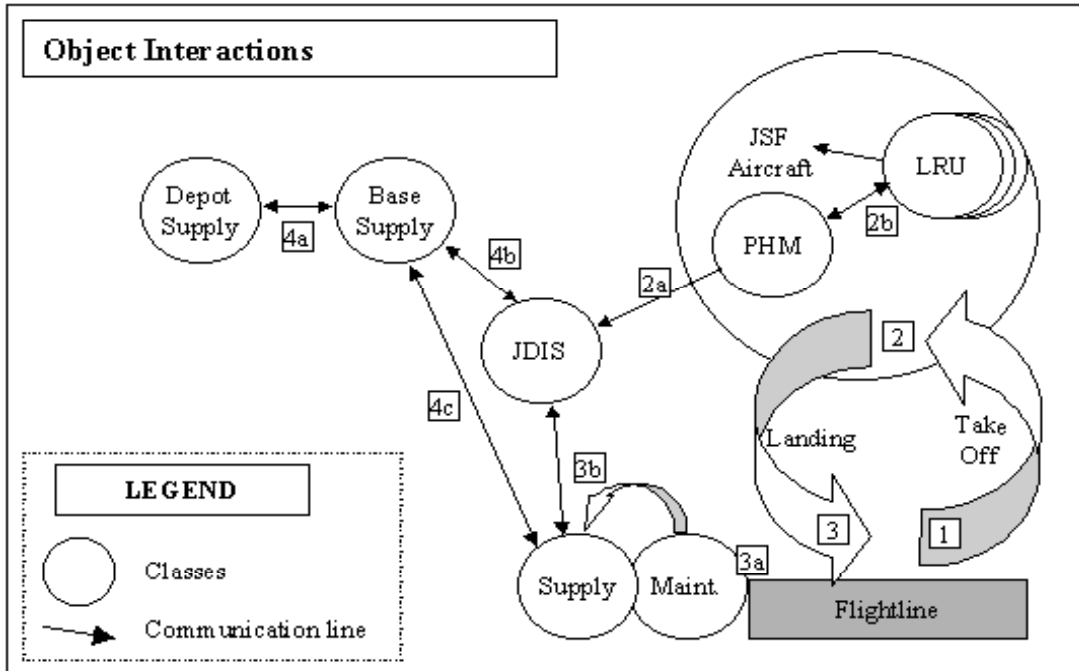 Object Interactions
JSF
Aircraft
LRU
Depot
Supply
Base
Supply
4a
2b
PHM
4b
2a
JDIS
2
4c
Landing
Take
Off
3b
LEGEND
3
1
3a
Classes
Supply
Maint.
Flightline
Communication line